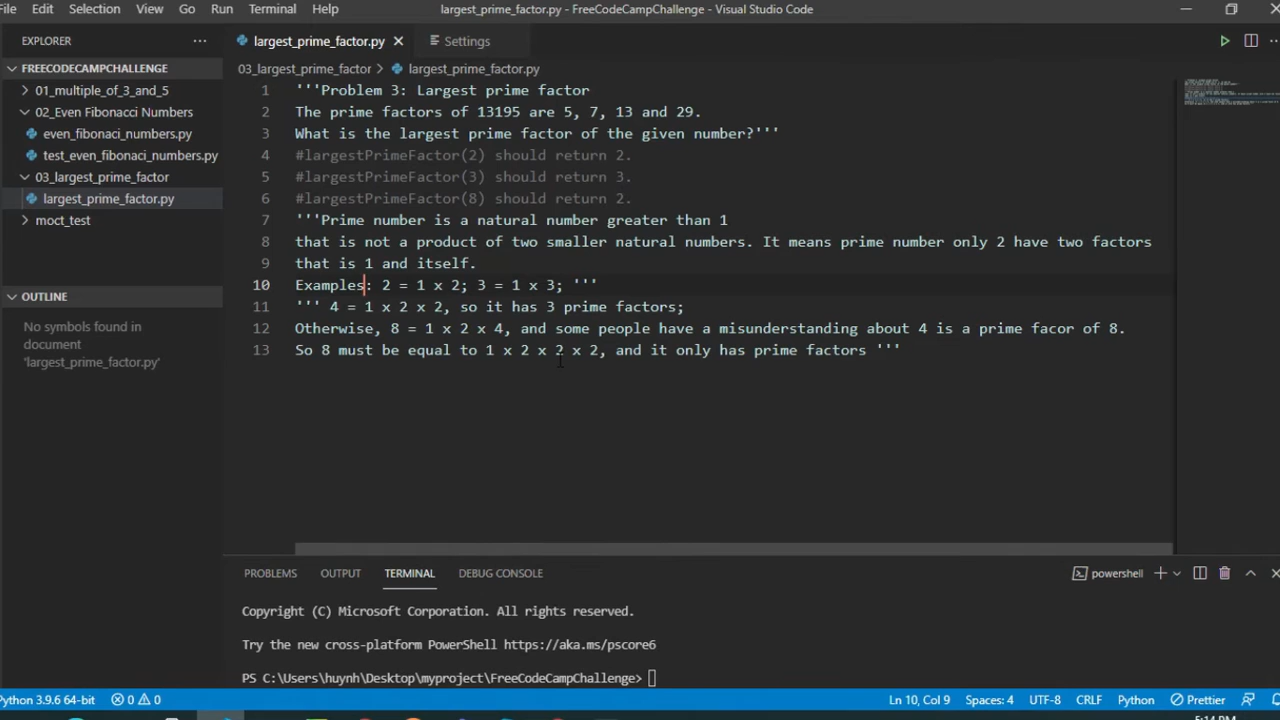 File Edit Selection View Go Run Terminal Help largest_prime_factor.py - FreeCodeCampChallenge - Visual Studio Code
EXPLORER
largest_prime_factor.py
Settings
FREECODECAMPCHALLENGE
01_multiple_of_3_and_5
02_Even Fibonacci Numbers
even_fibonaci_numbers.py
test_even_fibonaci_numbers.py
03_largest_prime_factor
largest_prime_factor.py
moct_test
OUTLINE
No symbols found in
document
'largest_prime_factor.py'
03_largest_prime_factor > largest_prime_factor.py
1 '''Problem 3: Largest prime factor
2 The prime factors of 13195 are 5, 7, 13 and 29.
3 What is the largest prime factor of the given number?'''
4 #largestPrimeFactor(2) should return 2.
5 #largestPrimeFactor(3) should return 3.
6 #largestPrimeFactor(8) should return 2.
7 '''Prime number is a natural number greater than 1
8 that is not a product of two smaller natural numbers. It means prime number only 2 have two factors
9 that is 1 and itself.
10 Examples: 2 = 1 x 2; 3 = 1 x 3; '''
11 ''' 4 = 1 x 2 x 2, so it has 3 prime factors;
12 Otherwise, 8 = 1 x 2 x 4, and some people have a misunderstanding about 4 is a prime facor of 8.
13 So 8 must be equal to 1 x 2 x 2 x 2, and it only has prime factors '''
PROBLEMS OUTPUT TERMINAL DEBUG CONSOLE
powershell
Copyright (C) Microsoft Corporation. All rights reserved.
Try the new cross-platform PowerShell https://aka.ms/pscore6
PS C:\Users\huynh\Desktop\myproject\FreeCodeCampChallenge>
Python 3.9.6 64-bit 0 0 Ln 10, Col 9 Spaces: 4 UTF-8 CRLF Python Prettier
5:14 PM